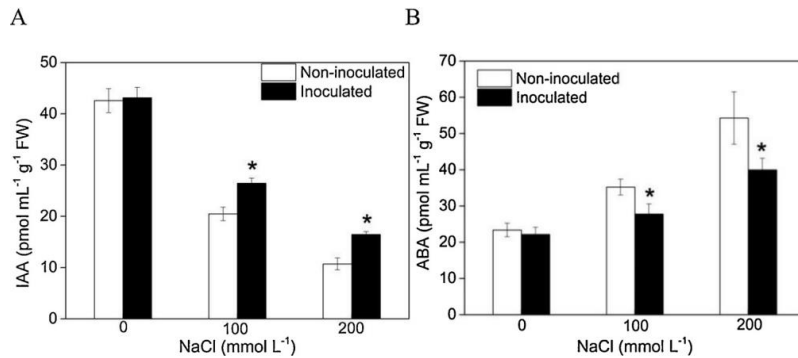 A
IAA (pmol mL⁻¹ g⁻¹ FW)
50
40
30
20
10
0
Non-inoculated
Inoculated
*
*
0
100
200
NaCl (mmol L⁻¹)
B
ABA (pmol mL⁻¹ g⁻¹ FW)
70
60
50
40
30
20
10
0
Non-inoculated
Inoculated
*
*
0
100
200
NaCl (mmol L⁻¹)